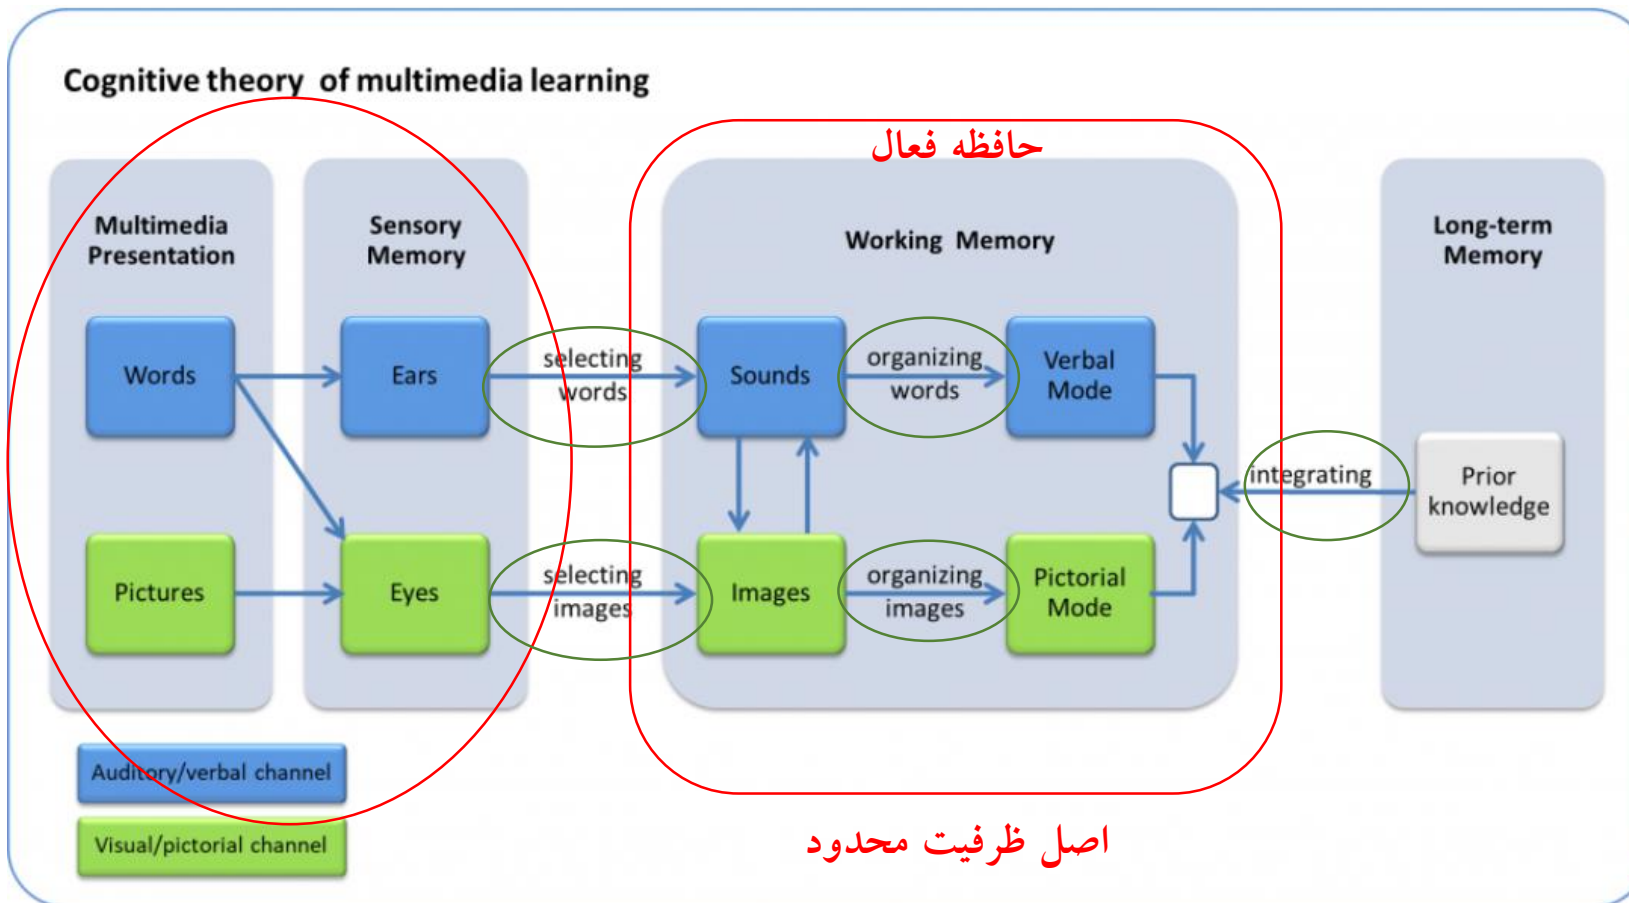 Cognitive theory of multimedia learning
حافظه فعال
Multimedia
Presentation
Sensory
Memory
Working Memory
Long-term
Memory
Words
Ears
selecting
words
Sounds
organizing
words
Verbal
Mode
integrating
Prior
knowledge
Pictures
Eyes
selecting
images
Images
organizing
images
Pictorial
Mode
Auditory/verbal channel
Visual/pictorial channel
اصل ظرفیت محدود